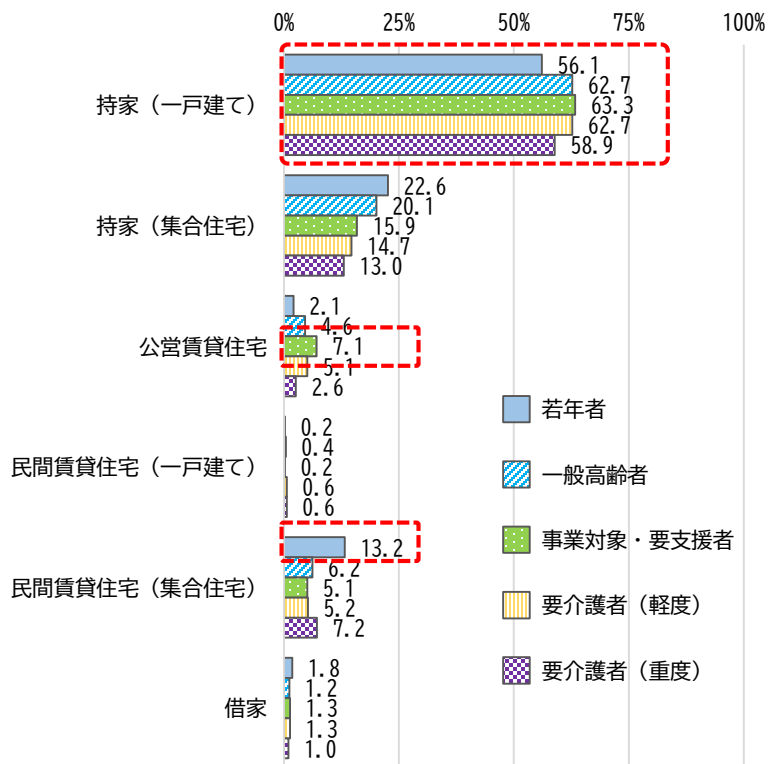 0% 25% 50% 75% 100%
持家（一戸建て）
56.1
62.7
63.3
62.7
58.9
持家（集合住宅）
22.6
20.1
15.9
14.7
13.0
公営賃貸住宅
2.1
4.6
7.1
5.1
2.6
民間賃貸住宅（一戸建て）
0.2
0.4
0.2
0.6
0.6
民間賃貸住宅（集合住宅）
13.2
6.2
5.1
5.2
7.2
借家
1.8
1.2
1.3
1.3
1.0
若年者
一般高齢者
事業対象・要支援者
要介護者（軽度）
要介護者（重度）